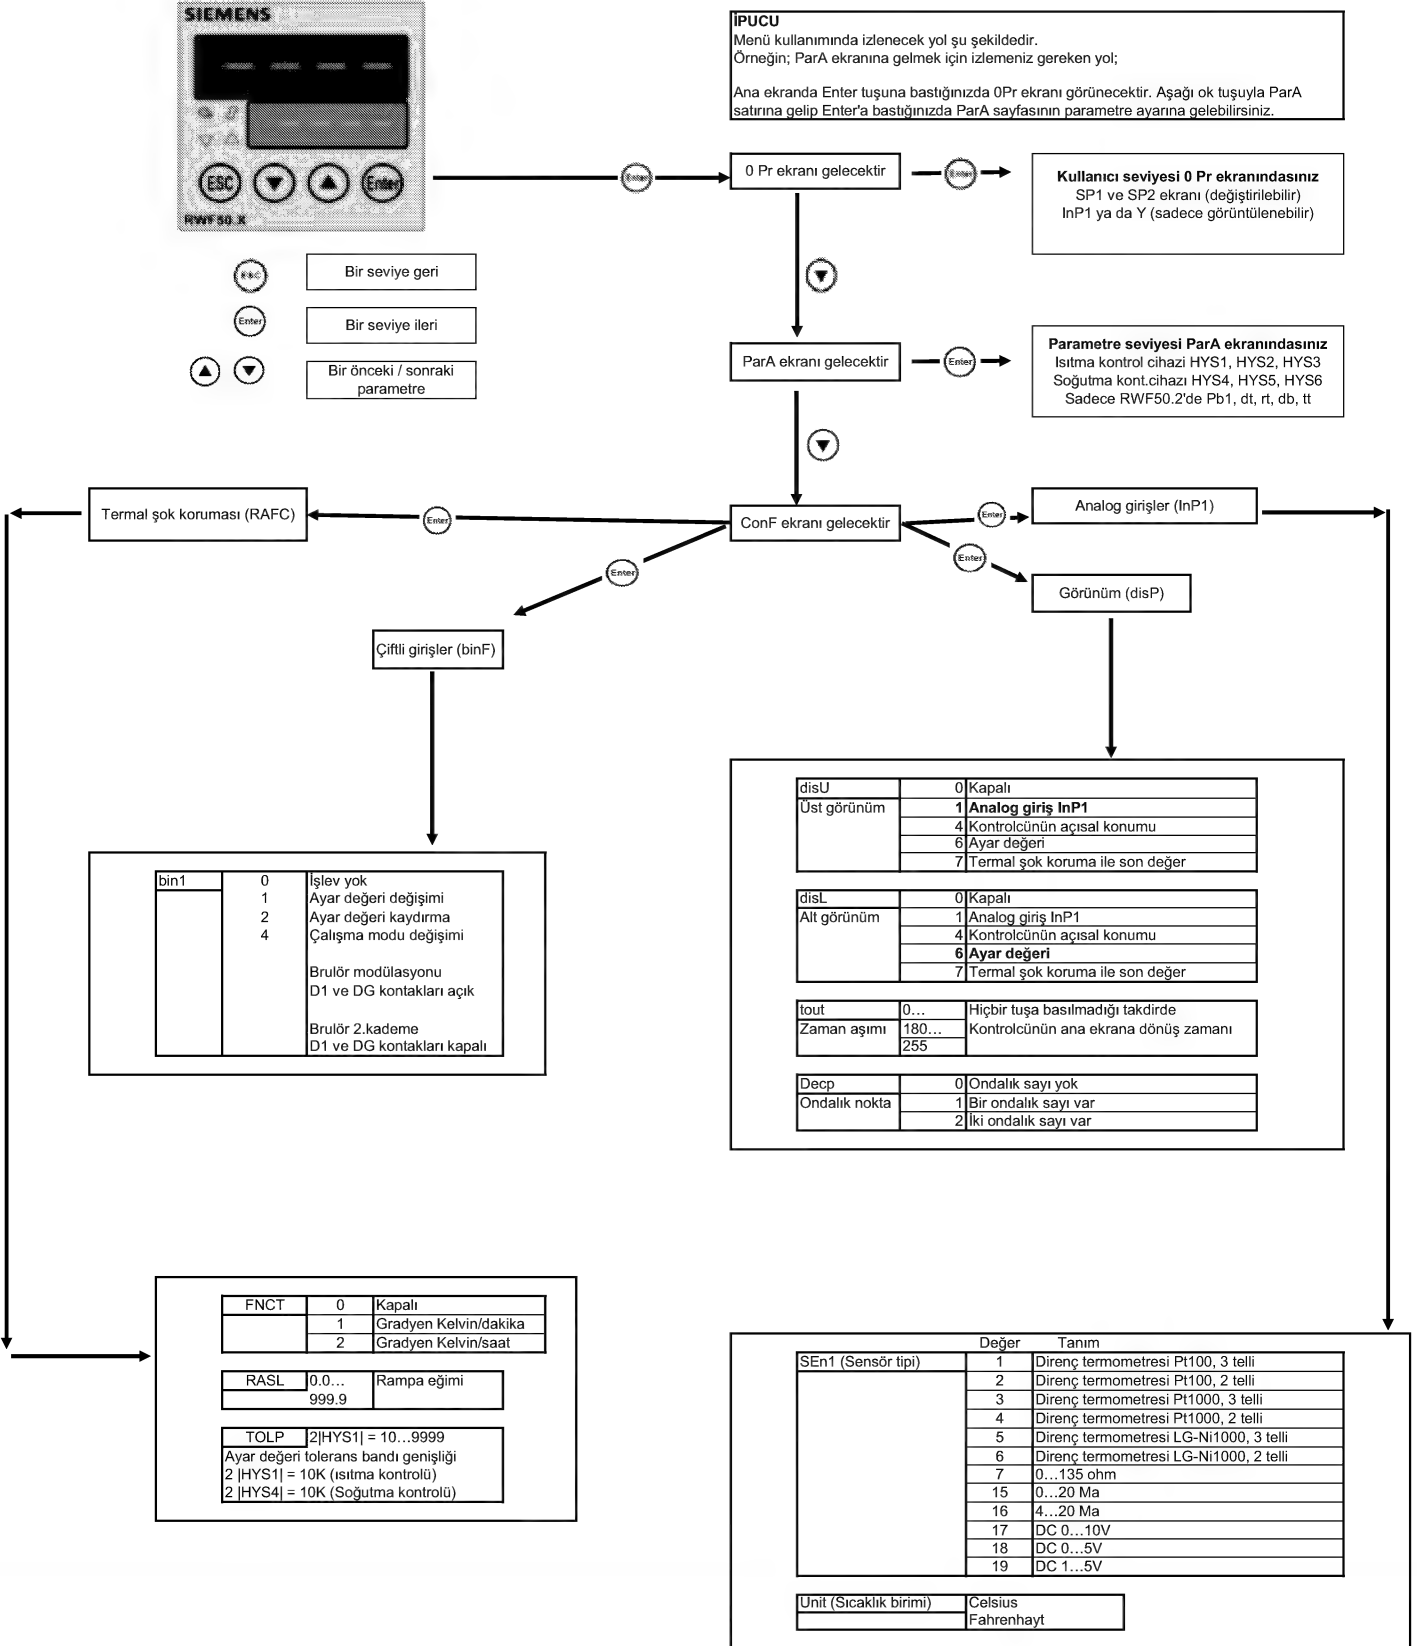 SIEMENS
ESC
Enter
RWF50.X
İPUCU
Menü kullanımında izlenecek yol şu şekildedir.
Örneğin; ParA ekranına gelmek için izlemeniz gereken yol;
Ana ekranda Enter tuşuna bastığınızda 0Pr ekranı görünecektir. Aşağı ok tuşuyla ParA
satırına gelip Enter'a bastığınızda ParA sayfasının parametre ayarına gelebilirsiniz.
Enter
0 Pr ekranı gelecektir
Enter
Kullanıcı seviyesi 0 Pr ekranındasınız
SP1 ve SP2 ekranı (değiştirilebilir)
InP1 ya da Y (sadece görüntülenebilir)
ESC
Bir seviye geri
Enter
Bir seviye ileri
Bir önceki / sonraki
parametre
ParA ekranı gelecektir
Enter
Parametre seviyesi ParA ekranındasınız
Isıtma kontrol cihazi HYS1, HYS2, HYS3
Soğutma kont.cihazı HYS4, HYS5, HYS6
Sadece RWF50.2'de Pb1, dt, rt, db, tt
Termal şok koruması (RAFC)
Enter
ConF ekranı gelecektir
Enter
Analog girişler (InP1)
Enter
Enter
Görünüm (disP)
Çiftli girişler (binF)
disU 0 Kapalı
Üst görünüm 1 Analog giriş InP1
4 Kontrolcünün açısal konumu
6 Ayar değeri
7 Termal şok koruma ile son değer
disL 0 Kapalı
Alt görünüm 1 Analog giriş InP1
4 Kontrolcünün açısal konumu
6 Ayar değeri
7 Termal şok koruma ile son değer
tout 0… Hiçbir tuşa basılmadığı takdirde
Zaman aşımı 180… Kontrolcünün ana ekrana dönüş zamanı
255
Decp 0 Ondalık sayı yok
Ondalık nokta 1 Bir ondalık sayı var
2 İki ondalık sayı var
bin1 0 İşlev yok
1 Ayar değeri değişimi
2 Ayar değeri kaydırma
4 Çalışma modu değişimi
Brulör modülasyonu
D1 ve DG kontakları açık
Brulör 2.kademe
D1 ve DG kontakları kapalı
FNCT 0 Kapalı
1 Gradyen Kelvin/dakika
2 Gradyen Kelvin/saat
RASL 0.0… Rampa eğimi
999.9
TOLP 2|HYS1| = 10…9999
Ayar değeri tolerans bandı genişliği
2 |HYS1| = 10K (ısıtma kontrolü)
2 |HYS4| = 10K (Soğutma kontrolü)
Değer Tanım
SEn1 (Sensör tipi) 1 Direnç termometresi Pt100, 3 telli
2 Direnç termometresi Pt100, 2 telli
3 Direnç termometresi Pt1000, 3 telli
4 Direnç termometresi Pt1000, 2 telli
5 Direnç termometresi LG-Ni1000, 3 telli
6 Direnç termometresi LG-Ni1000, 2 telli
7 0…135 ohm
15 0…20 Ma
16 4…20 Ma
17 DC 0…10V
18 DC 0…5V
19 DC 1…5V
Unit (Sıcaklık birimi) Celsius
Fahrenhayt